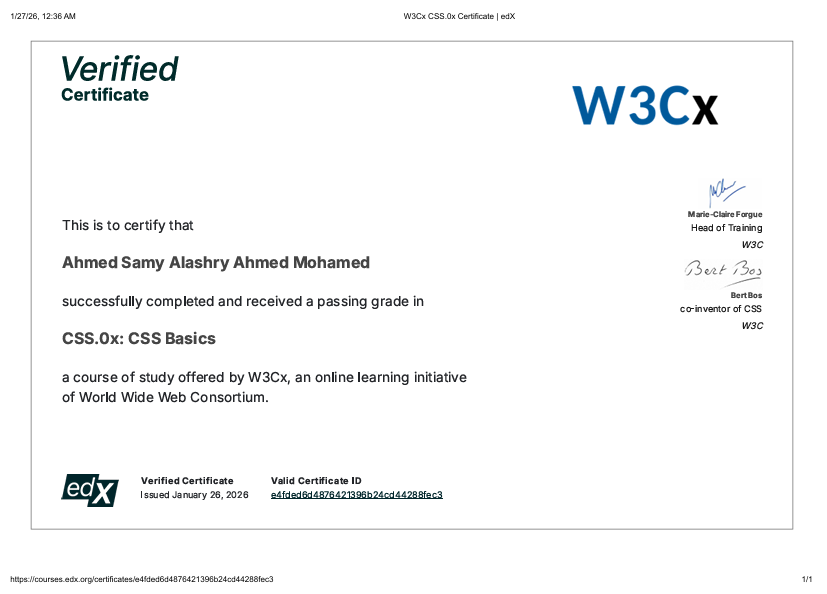 1/27/26, 12:36 AM
W3Cx CSS.0x Certificate | edX
Verified
Certificate
W3Cx
This is to certify that
Ahmed Samy Alashry Ahmed Mohamed
successfully completed and received a passing grade in
CSS.0x: CSS Basics
a course of study offered by W3Cx, an online learning initiative
of World Wide Web Consortium.
Marie-Claire Forgue
Head of Training
W3C
Bert Bos
Bert Bos
co-inventor of CSS
W3C
edX
Verified Certificate
Issued January 26, 2026
Valid Certificate ID
e4fded6d4876421396b24cd44288fec3
https://courses.edx.org/certificates/e4fded6d4876421396b24cd44288fec3
1/1